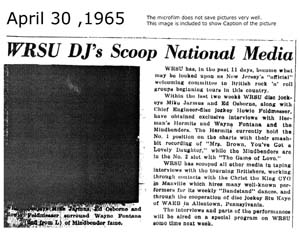 April 30 ,1965
The microfilm does not save pictures very well.
This image is included to show Caption of the picture
WRSU DJ's Scoop National Media
WRSU has, in the past 11 days, become what
may be looked upon as New Jersey's "official"
welcoming committee to British rock 'n' roll
groups beginning tours in this country.
Within the last two weeks WRSU disc jock-
eys Mike Jarmus and Ed Osborne, along with
Chief Engineer-disc jockey Howie Feldmesser,
have obtained exclusive interviews with Her-
man's Hermits and Wayne Fontana and the
Mindbenders. The Hermits currently hold the
No. 1 position on the charts with their smash-
hit recording of "Mrs. Brown, You've Got a
Lovely Daughter," while the Mindbenders are
in the No. 2 slot with "The Game of Love."
WRSU has scooped all other media in taping
interviews with the touring Britishers, working
through contacts with the Christ the King CYO
in Manville which hires many well-known per-
formers for its weekly "Bandstand" dances, and
through the cooperation of disc jockey Kaye
of WAEB in Allentown, Pennsylvania.
The interviews and parts of the performance
will be aired on a special program on WRSU
some time next week.
Mike Jarmus, Ed Osborne and
Feldmesser surround Wayne Fontana
from L) of Mindbender fame.